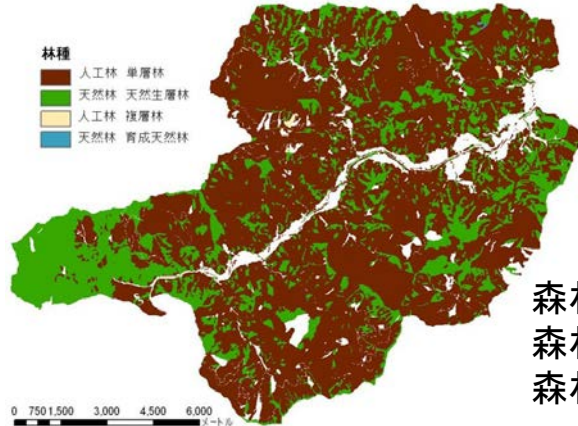 林種
人工林 単層林
天然林 天然生層林
人工林 複層林
天然林 育成天然林
森林
森林
森林
0 750 1,500 3,000 4,500 6,000
メートル